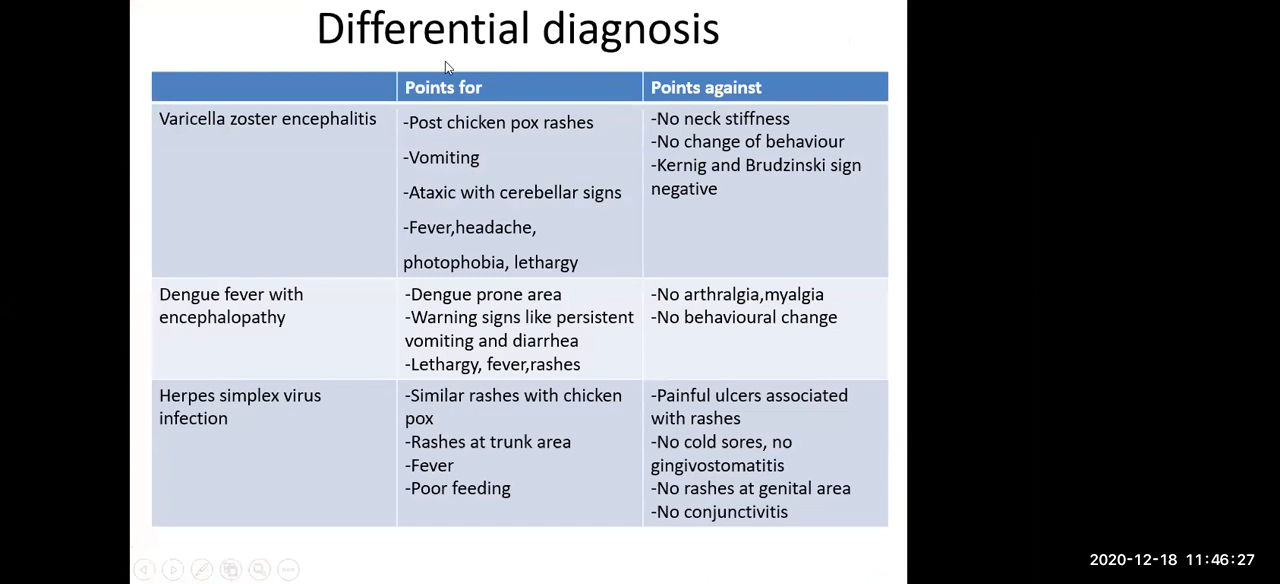 Differential diagnosis
Points for
Points against
Varicella zoster encephalitis
-Post chicken pox rashes
-Vomiting
-Ataxic with cerebellar signs
-Fever,headache,
photophobia, lethargy
-No neck stiffness
-No change of behaviour
-Kernig and Brudzinski sign
negative
Dengue fever with
encephalopathy
-Dengue prone area
-Warning signs like persistent
vomiting and diarrhea
-Lethargy, fever,rashes
-No arthralgia,myalgia
-No behavioural change
Herpes simplex virus
infection
-Similar rashes with chicken
pox
-Rashes at trunk area
-Fever
-Poor feeding
-Painful ulcers associated
with rashes
-No cold sores, no
gingivostomatitis
-No rashes at genital area
-No conjunctivitis
2020-12-18 11:46:27